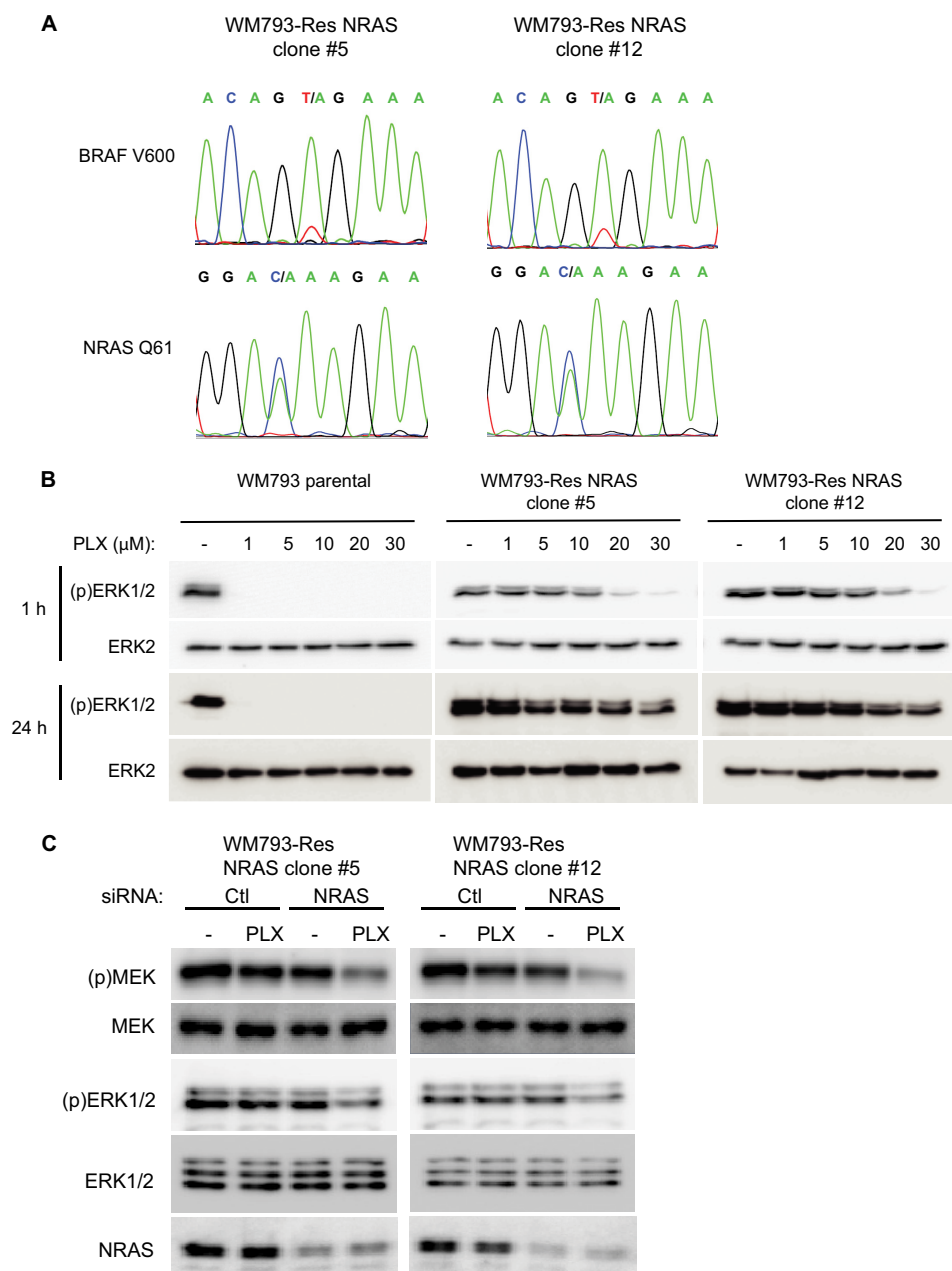 A
WM793-Res NRAS
clone #5
WM793-Res NRAS
clone #12
A C A G T/A G A A A
A C A G T/A G A A A
BRAF V600
G G A C/A A A G A A
G G A C/A A A G A A
NRAS Q61
B
WM793 parental
WM793-Res NRAS
clone #5
WM793-Res NRAS
clone #12
PLX (µM): - 1 5 10 20 30 - 1 5 10 20 30 - 1 5 10 20 30
1 h
(p)ERK1/2
ERK2
24 h
(p)ERK1/2
ERK2
C
WM793-Res
NRAS clone #5
WM793-Res
NRAS clone #12
siRNA: Ctl NRAS Ctl NRAS
- PLX - PLX - PLX - PLX
(p)MEK
MEK
(p)ERK1/2
ERK1/2
NRAS